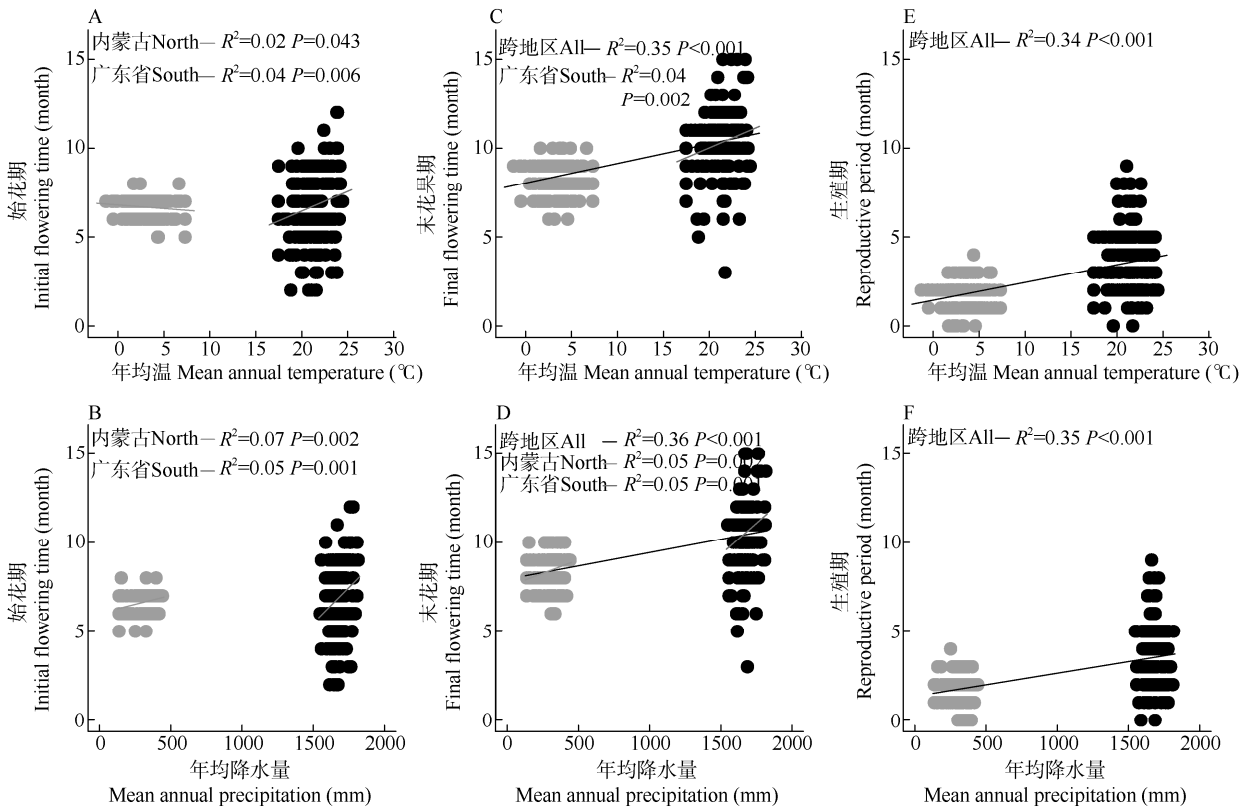 A
内蒙古North— R²=0.02 P=0.043
广东省South— R²=0.04 P=0.006
15
10
5
0
始花期
Initial flowering time (month)
0 5 10 15 20 25 30
年均温 Mean annual temperature (℃)
C
跨地区All— R²=0.35 P<0.001
广东省South— R²=0.04
P=0.002
15
10
5
0
末花果期
Final flowering time (month)
0 5 10 15 20 25 30
年均温 Mean annual temperature (℃)
E
跨地区All— R²=0.34 P<0.001
15
10
5
0
生殖期
Reproductive period (month)
0 5 10 15 20 25 30
年均温 Mean annual temperature (℃)
B
内蒙古North— R²=0.07 P=0.002
广东省South— R²=0.05 P=0.001
15
10
5
0
始花期
Initial flowering time (month)
0 500 1000 1500 2000
年均降水量
Mean annual precipitation (mm)
D
跨地区All — R²=0.36 P<0.001
内蒙古North— R²=0.05
广东省South— R²=0.05
15
10
5
0
末花期
Final flowering time (month)
0 500 1000 1500 2000
年均降水量
Mean annual precipitation (mm)
F
跨地区All— R²=0.35 P<0.001
15
10
5
0
生殖期
Reproductive period (month)
0 500 1000 1500 2000
年均降水量
Mean annual precipitation (mm)